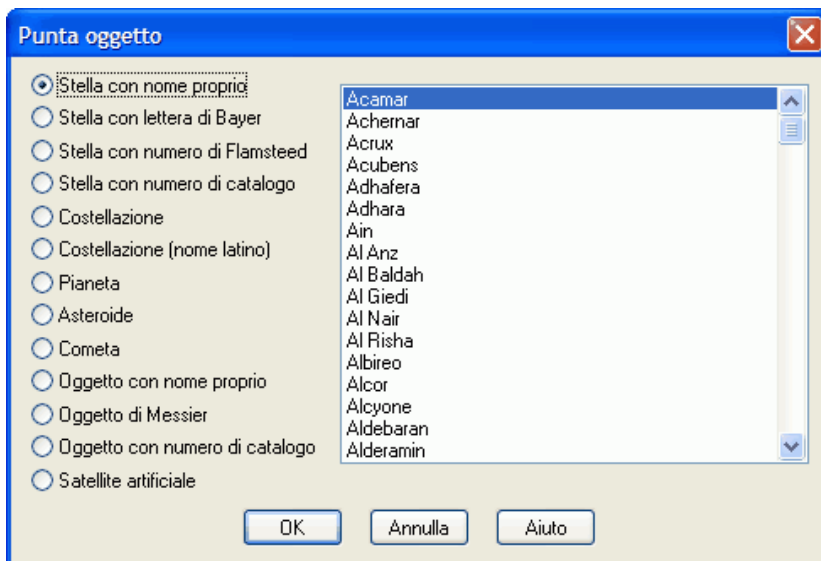 Punta oggetto
Stella con nome proprio
Stella con lettera di Bayer
Stella con numero di Flamsteed
Stella con numero di catalogo
Costellazione
Costellazione (nome latino)
Pianeta
Asteroide
Cometa
Oggetto con nome proprio
Oggetto di Messier
Oggetto con numero di catalogo
Satellite artificiale
Acamar
Achernar
Acrux
Acubens
Adhafera
Adhara
Ain
Al Anz
Al Baldah
Al Giedi
Al Nair
Al Risha
Albireo
Alcor
Alcyone
Aldebaran
Alderamin
OK
Annulla
Aiuto